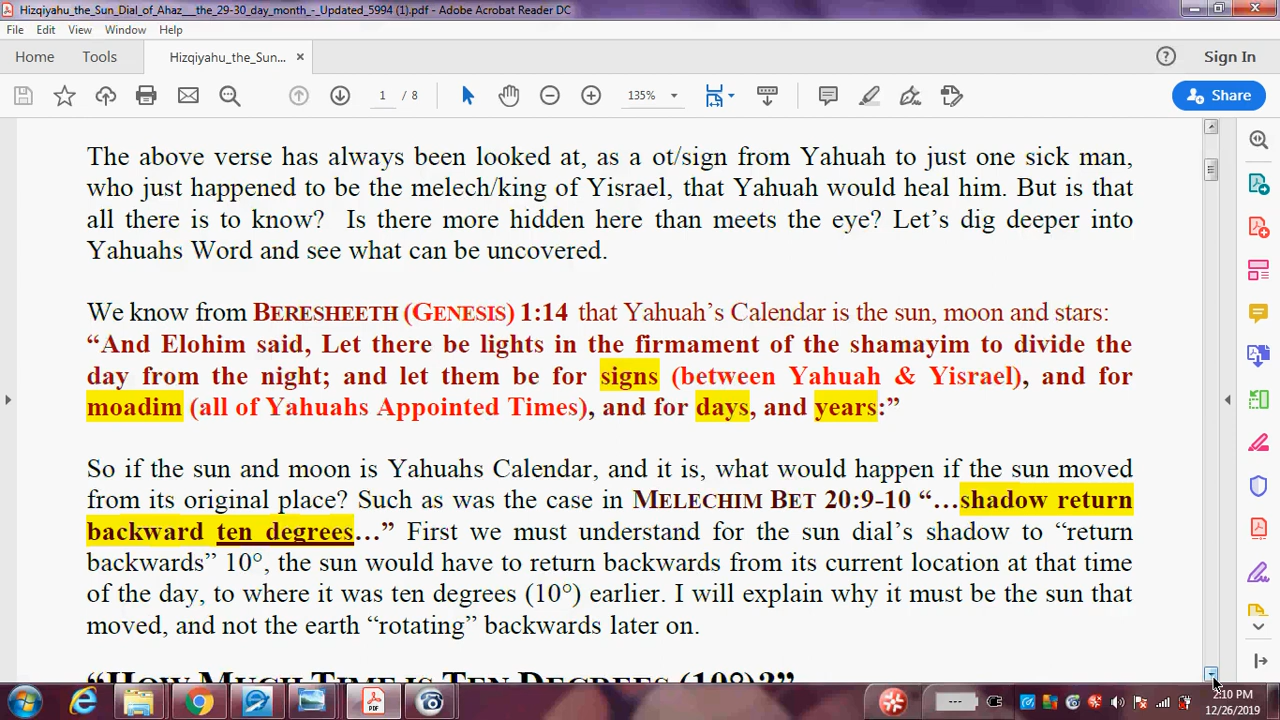 Hizqiyahu_the_Sun_Dial_of_Ahaz___the_29-30_day_month_-_Updated_5994 (1).pdf - Adobe Acrobat Reader DC
File Edit View Window Help
Home Tools Hizqiyahu_the_Sun... × Sign In
1 / 8 135% Share
The above verse has always been looked at, as a ot/sign from Yahuah to just one sick man,
who just happened to be the melech/king of Yisrael, that Yahuah would heal him. But is that
all there is to know? Is there more hidden here than meets the eye? Let’s dig deeper into
Yahuahs Word and see what can be uncovered.
We know from BERESHEETH (GENESIS) 1:14 that Yahuah’s Calendar is the sun, moon and stars:
“And Elohim said, Let there be lights in the firmament of the shamayim to divide the
day from the night; and let them be for signs (between Yahuah & Yisrael), and for
moadim (all of Yahuahs Appointed Times), and for days, and years:”
So if the sun and moon is Yahuahs Calendar, and it is, what would happen if the sun moved
from its original place? Such as was the case in MELECHIM BET 20:9-10 “…shadow return
backward ten degrees…” First we must understand for the sun dial’s shadow to “return
backwards” 10°, the sun would have to return backwards from its current location at that time
of the day, to where it was ten degrees (10°) earlier. I will explain why it must be the sun that
moved, and not the earth “rotating” backwards later on.
“HOW MUCH TIME IS TEN DEGREES (10°)?”
2:10 PM
12/26/2019